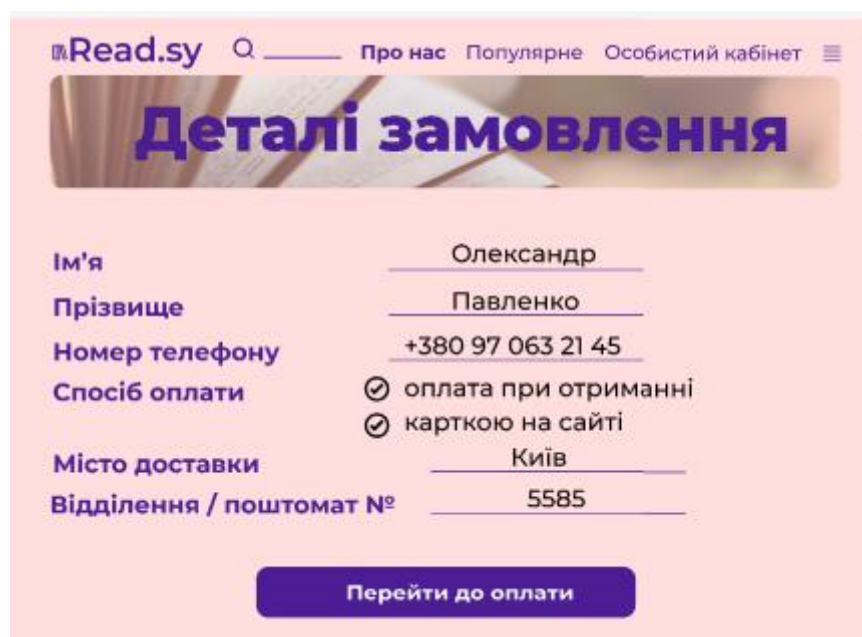 Read.sy Про нас Популярне Особистий кабінет
Деталі замовлення
Ім’я Олександр
Прізвище Павленко
Номер телефону +380 97 063 21 45
Спосіб оплати оплата при отриманні
карткою на сайті
Місто доставки Київ
Відділення / поштомат № 5585
Перейти до оплати